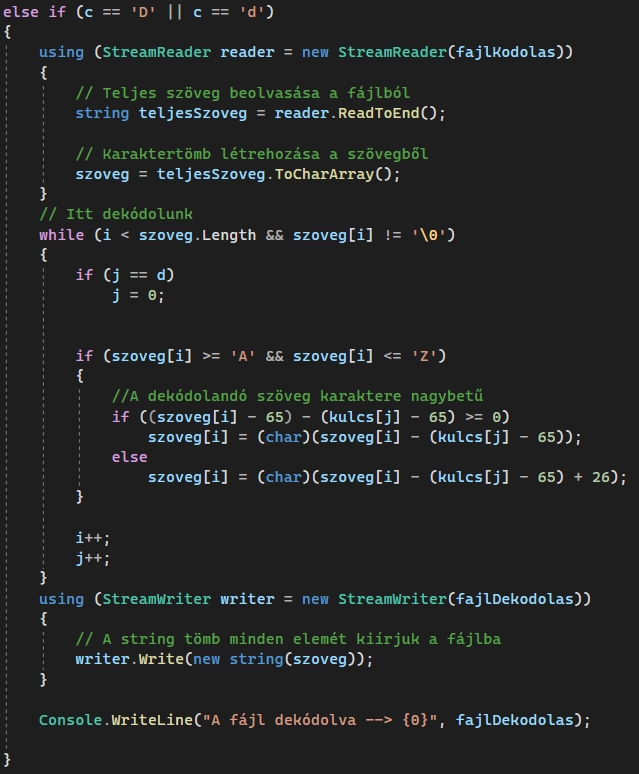 else if (c == 'D' || c == 'd')
{
    using (StreamReader reader = new StreamReader(fajlKodolas))
    {
        // Teljes szöveg beolvasása a fájlból
        string teljesSzoveg = reader.ReadToEnd();

        // Karaktertömb létrehozása a szövegből
        szoveg = teljesSzoveg.ToCharArray();
    }
    // Itt dekódolunk
    while (i < szoveg.Length && szoveg[i] != '\0')
    {
        if (j == d)
            j = 0;


        if (szoveg[i] >= 'A' && szoveg[i] <= 'Z')
        {
            //A dekódolandó szöveg karaktere nagybetű
            if ((szoveg[i] - 65) - (kulcs[j] - 65) >= 0)
                szoveg[i] = (char)(szoveg[i] - (kulcs[j] - 65));
            else
                szoveg[i] = (char)(szoveg[i] - (kulcs[j] - 65) + 26);
        }

        i++;
        j++;
    }
    using (StreamWriter writer = new StreamWriter(fajlDekodolas))
    {
        // A string tömb minden elemét kiírjuk a fájlba
        writer.Write(new string(szoveg));
    }

    Console.WriteLine("A fájl dekódolva --> {0}", fajlDekodolas);

}